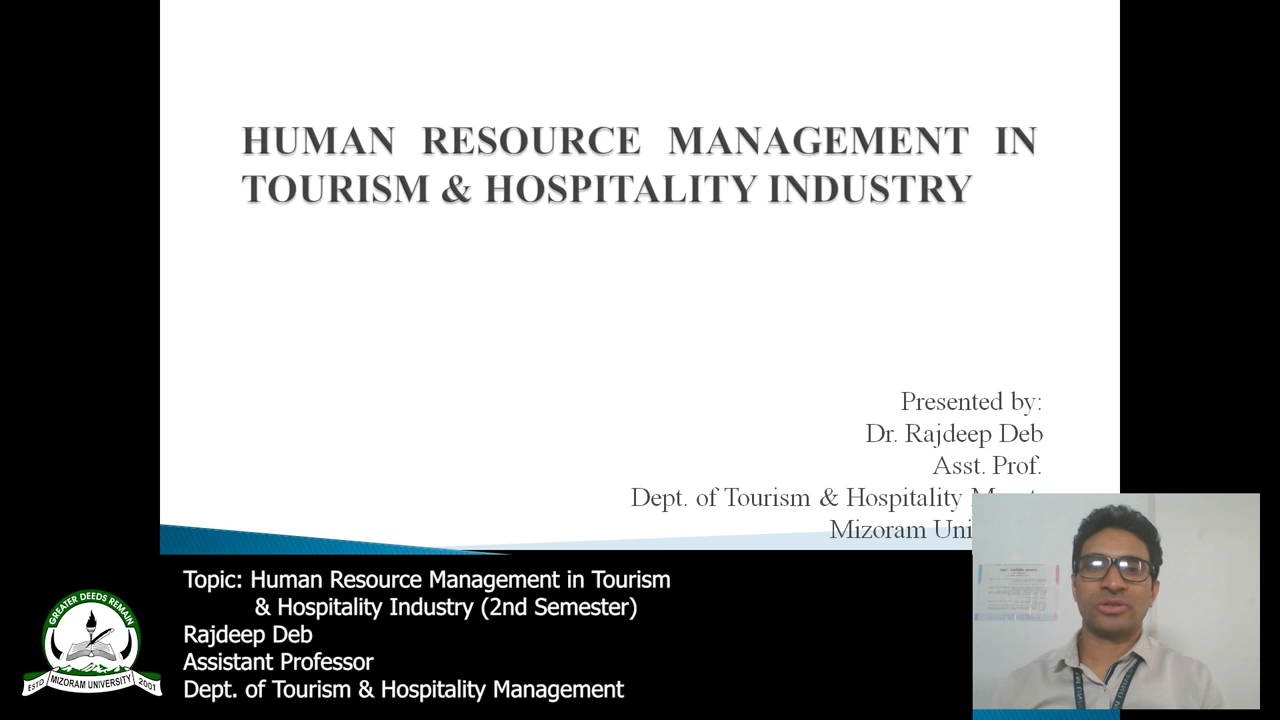 HUMAN RESOURCE MANAGEMENT IN
TOURISM & HOSPITALITY INDUSTRY
Presented by:
Dr. Rajdeep Deb
Asst. Prof.
Dept. of Tourism & Hospitality
Mizoram
Topic: Human Resource Management in Tourism
& Hospitality Industry (2nd Semester)
Rajdeep Deb
Assistant Professor
Dept. of Tourism & Hospitality Management
GREATER DEEDS REMAIN
ESTD MIZORAM UNIVERSITY 2001